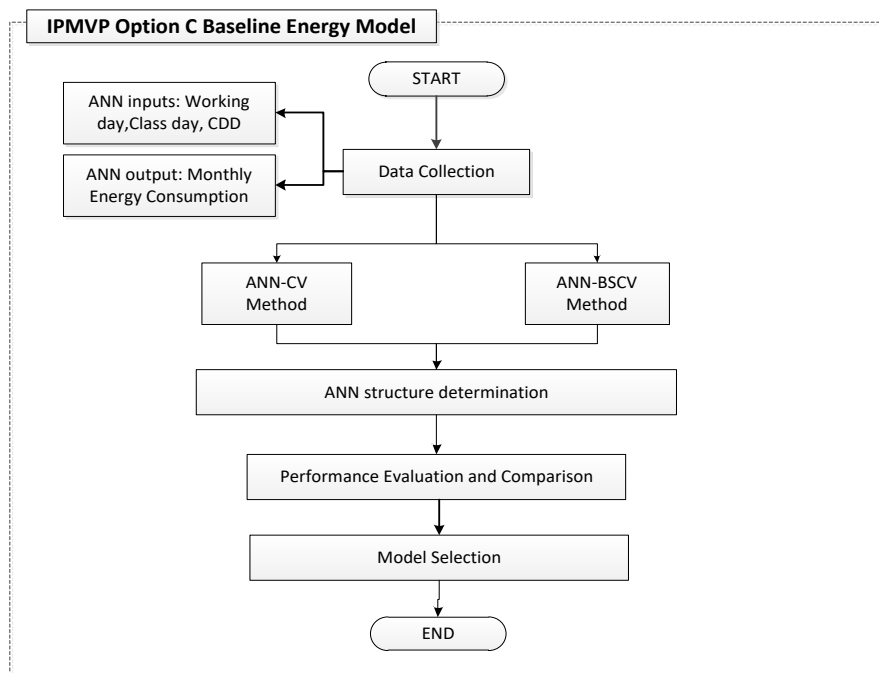 IPMVP Option C Baseline Energy Model
START
ANN inputs: Working
day,Class day, CDD
ANN output: Monthly
Energy Consumption
Data Collection
ANN-CV
Method
ANN-BSCV
Method
ANN structure determination
Performance Evaluation and Comparison
Model Selection
END